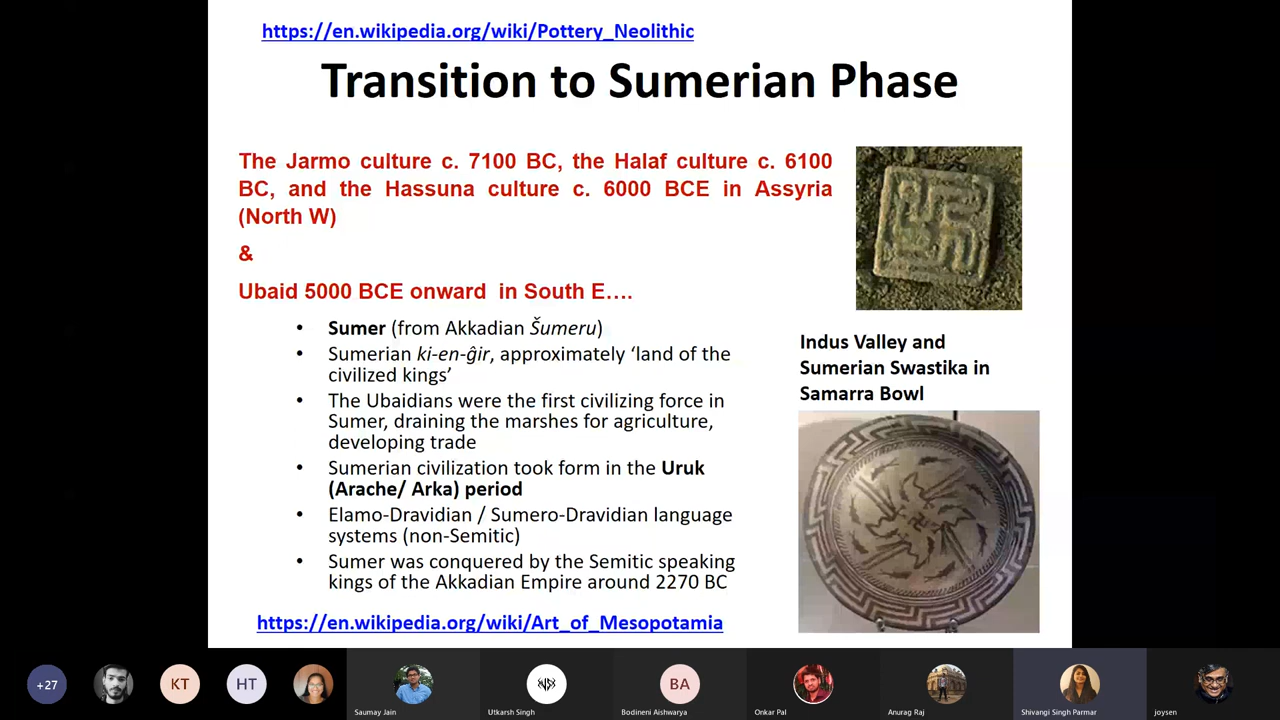 https://en.wikipedia.org/wiki/Pottery_Neolithic
Transition to Sumerian Phase
The Jarmo culture c. 7100 BC, the Halaf culture c. 6100
BC, and the Hassuna culture c. 6000 BCE in Assyria
(North W)
&
Ubaid 5000 BCE onward in South E….
• Sumer (from Akkadian Šumeru)
• Sumerian ki-en-ĝir, approximately ‘land of the
civilized kings’
• The Ubaidians were the first civilizing force in
Sumer, draining the marshes for agriculture,
developing trade
• Sumerian civilization took form in the Uruk
(Arache/ Arka) period
• Elamo-Dravidian / Sumero-Dravidian language
systems (non-Semitic)
• Sumer was conquered by the Semitic speaking
kings of the Akkadian Empire around 2270 BC
https://en.wikipedia.org/wiki/Art_of_Mesopotamia
Indus Valley and
Sumerian Swastika in
Samarra Bowl
+27
KT
HT
BA
Saumay Jain
Utkarsh Singh
Bodineni Aishwarya
Onkar Pal
Anurag Raj
Shivangi Singh Parmar
joysen